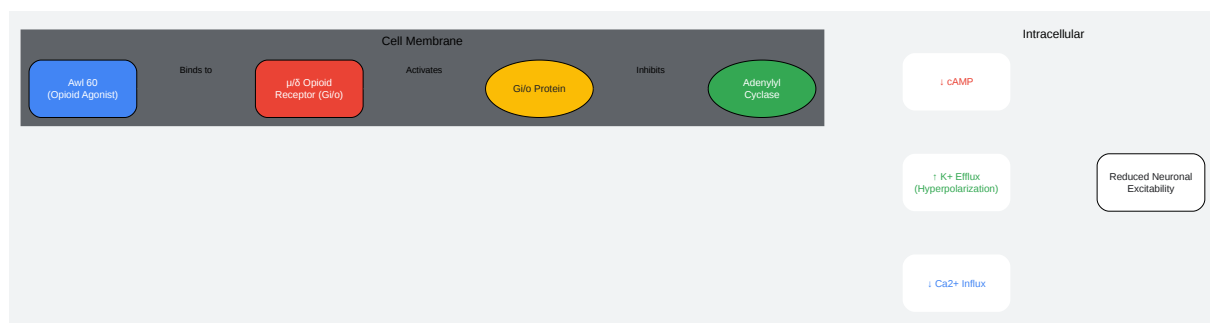 Cell Membrane
Intracellular
Awl 60
(Opioid Agonist)
Binds to
µ/δ Opioid
Receptor (Gi/o)
Activates
Gi/o Protein
Inhibits
Adenylyl
Cyclase
↓ cAMP
↑ K+ Efflux
(Hyperpolarization)
Reduced Neuronal
Excitability
↓ Ca2+ Influx